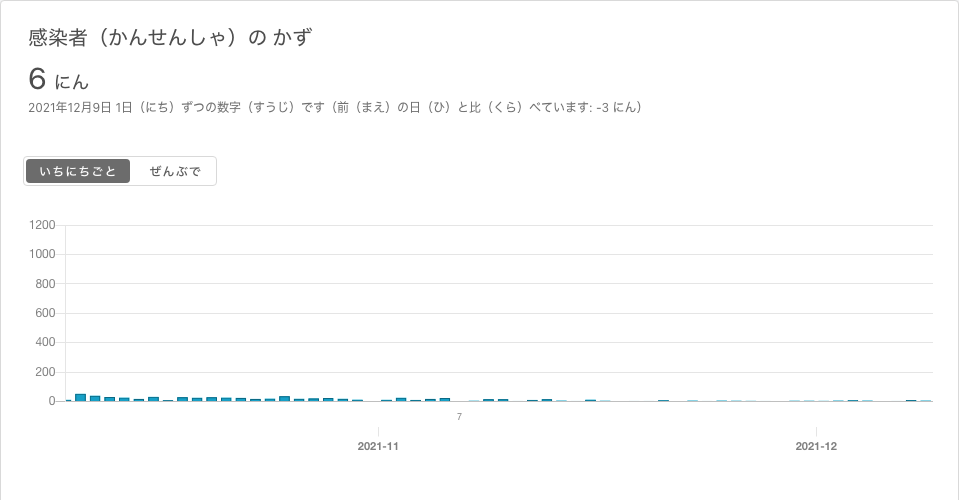 感染者（かんせんしゃ）の かず
6 にん
2021年12月9日 1日（にち）ずつの数字（すうじ）です（前（まえ）の日（ひ）と比（くら）べています: -3 にん）
いちにちごと ぜんぶで
1200
1000
800
600
400
200
0
7
2021-11 2021-12